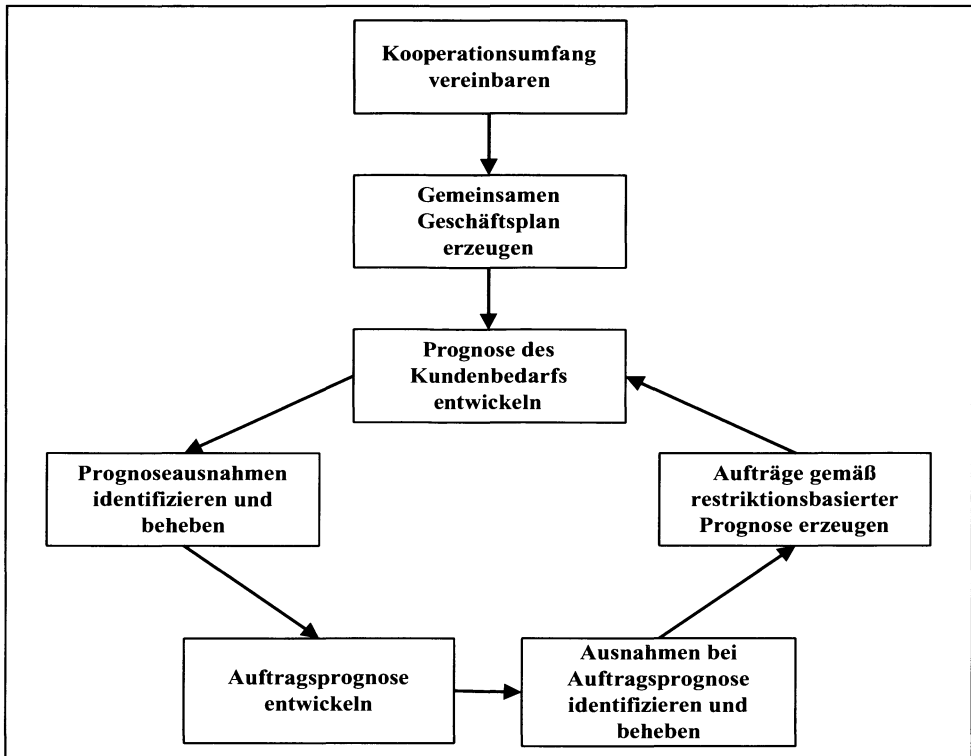 Kooperationsumfang
vereinbaren
Gemeinsamen
Geschäftsplan
erzeugen
Prognose des
Kundenbedarfs
entwickeln
Prognoseausnahmen
identifizieren und
beheben
Aufträge gemäß
restriktionsbasierter
Prognose erzeugen
Auftragsprognose
entwickeln
Ausnahmen bei
Auftragsprognose
identifizieren und
beheben